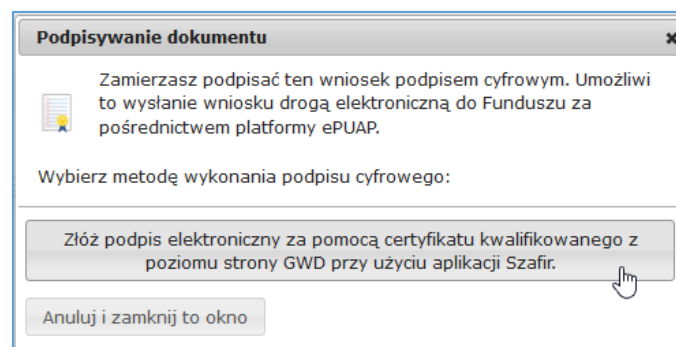 Podpisywanie dokumentu
Zamierzasz podpisać ten wniosek podpisem cyfrowym. Umożliwi
to wysłanie wniosku drogą elektroniczną do Funduszu za
pośrednictwem platformy ePUAP.
Wybierz metodę wykonania podpisu cyfrowego:
Złóż podpis elektroniczny za pomocą certyfikatu kwalifikowanego z
poziomu strony GWD przy użyciu aplikacji Szafir.
Anuluj i zamknij to okno